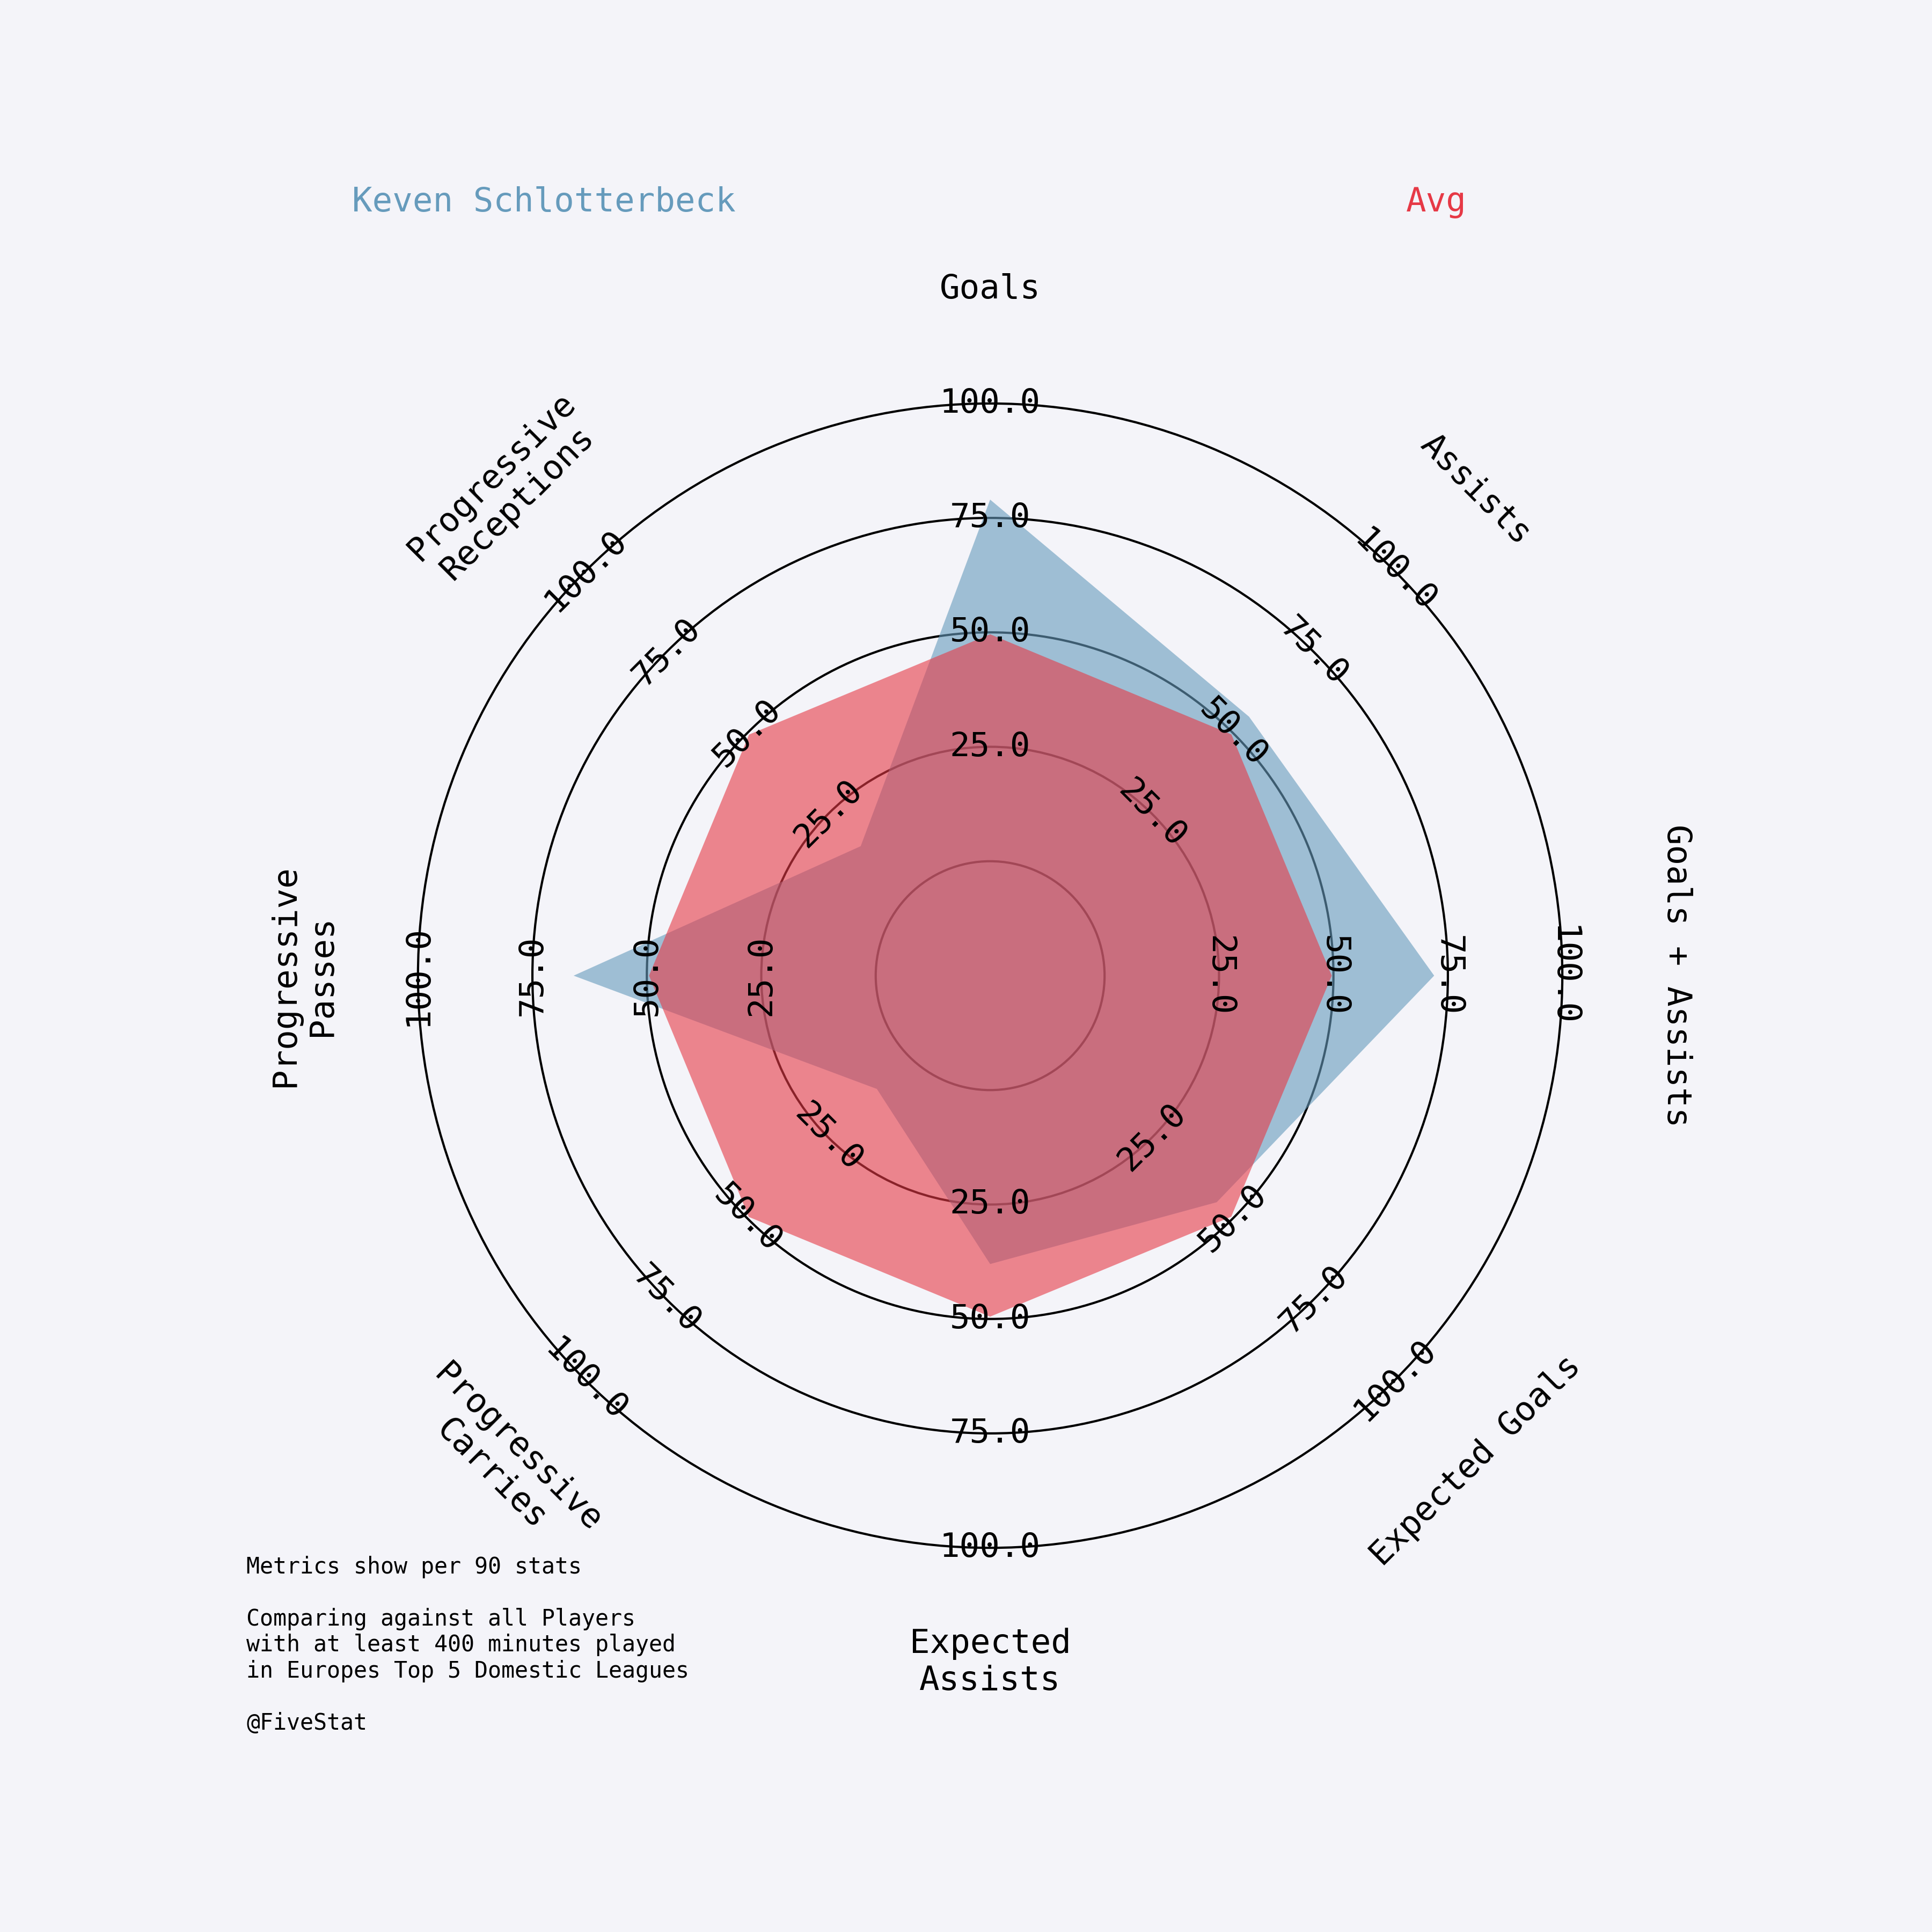 Keven Schlotterbeck
Avg
Goals
Assists
Goals + Assists
Expected Goals
Expected
Assists
Progressive
Carries
Progressive
Passes
Progressive
Receptions
25.0
50.0
75.0
100.0
25.0
50.0
75.0
100.0
25.0
50.0
75.0
100.0
25.0
50.0
75.0
100.0
25.0
50.0
75.0
100.0
25.0
50.0
75.0
100.0
25.0
50.0
75.0
100.0
25.0
50.0
75.0
100.0
Metrics show per 90 stats
Comparing against all Players
with at least 400 minutes played
in Europes Top 5 Domestic Leagues
@FiveStat